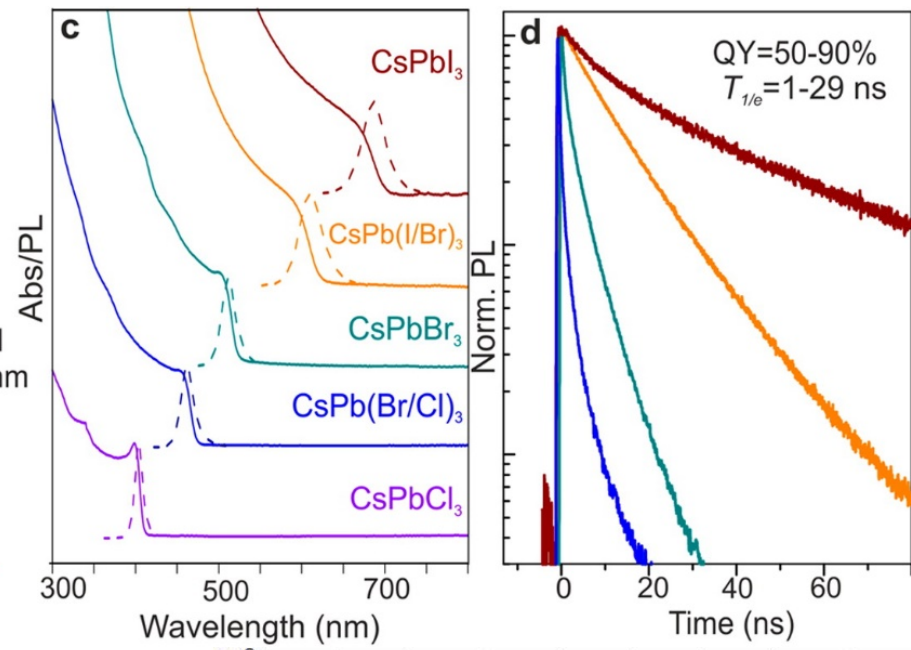 c
CsPbI₃
CsPb(I/Br)₃
CsPbBr₃
CsPb(Br/Cl)₃
CsPbCl₃
Abs/PL
nm
300 500 700
Wavelength (nm)
d
QY=50-90%
T₁/ₑ=1-29 ns
Norm. PL
0 20 40 60
Time (ns)